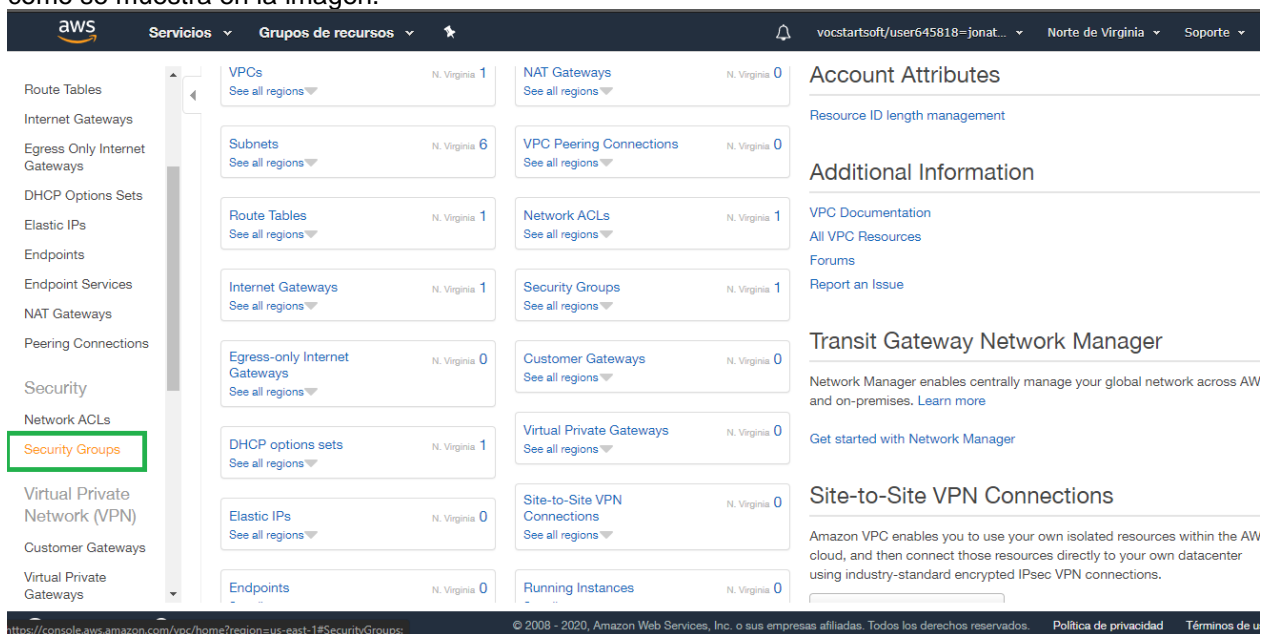 como se muestra en la imagen.
aws
Servicios
Grupos de recursos
vocstartsoft/user645818=jonat...
Norte de Virginia
Soporte
Route Tables
Internet Gateways
Egress Only Internet
Gateways
DHCP Options Sets
Elastic IPs
Endpoints
Endpoint Services
NAT Gateways
Peering Connections
Security
Network ACLs
Security Groups
Virtual Private
Network (VPN)
Customer Gateways
Virtual Private
Gateways
VPCs N. Virginia 1
See all regions
Subnets N. Virginia 6
See all regions
Route Tables N. Virginia 1
See all regions
Internet Gateways N. Virginia 1
See all regions
Egress-only Internet N. Virginia 0
Gateways
See all regions
DHCP options sets N. Virginia 1
See all regions
Elastic IPs N. Virginia 0
See all regions
Endpoints N. Virginia 0
NAT Gateways N. Virginia 0
See all regions
VPC Peering Connections N. Virginia 0
See all regions
Network ACLs N. Virginia 1
See all regions
Security Groups N. Virginia 1
See all regions
Customer Gateways N. Virginia 0
See all regions
Virtual Private Gateways N. Virginia 0
See all regions
Site-to-Site VPN N. Virginia 0
Connections
See all regions
Running Instances N. Virginia 0
Account Attributes
Resource ID length management
Additional Information
VPC Documentation
All VPC Resources
Forums
Report an Issue
Transit Gateway Network Manager
Network Manager enables centrally manage your global network across AW
and on-premises. Learn more
Get started with Network Manager
Site-to-Site VPN Connections
Amazon VPC enables you to use your own isolated resources within the AW
cloud, and then connect those resources directly to your own datacenter
using industry-standard encrypted IPsec VPN connections.
https://console.aws.amazon.com/vpc/home?region=us-east-1#SecurityGroups:
© 2008 - 2020, Amazon Web Services, Inc. o sus empresas afiliadas. Todos los derechos reservados.
Política de privacidad
Términos de u